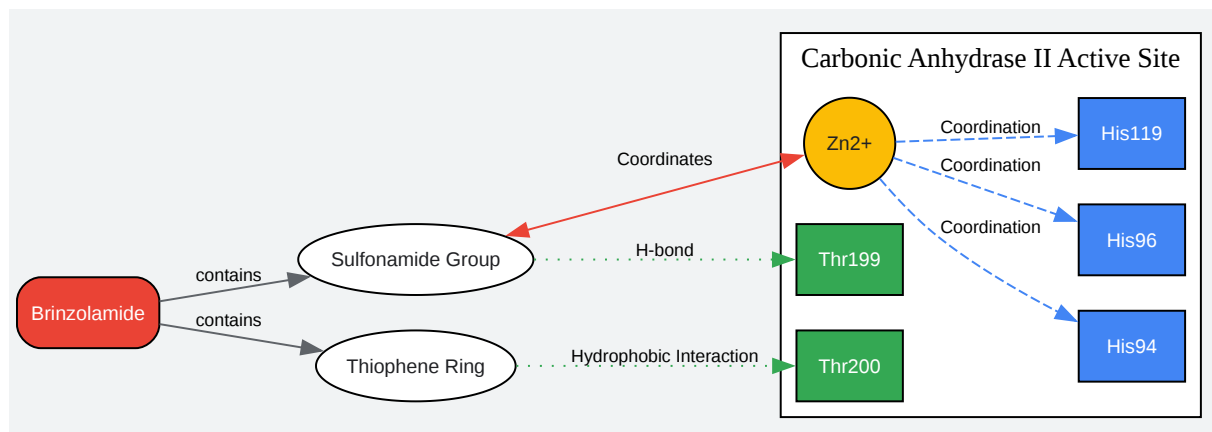 Carbonic Anhydrase II Active Site
Zn2+
Coordination
His119
Coordinates
Coordination
Coordination
His96
Sulfonamide Group
H-bond
Thr199
contains
Brinzolamide
contains
Thiophene Ring
Hydrophobic Interaction
Thr200
His94